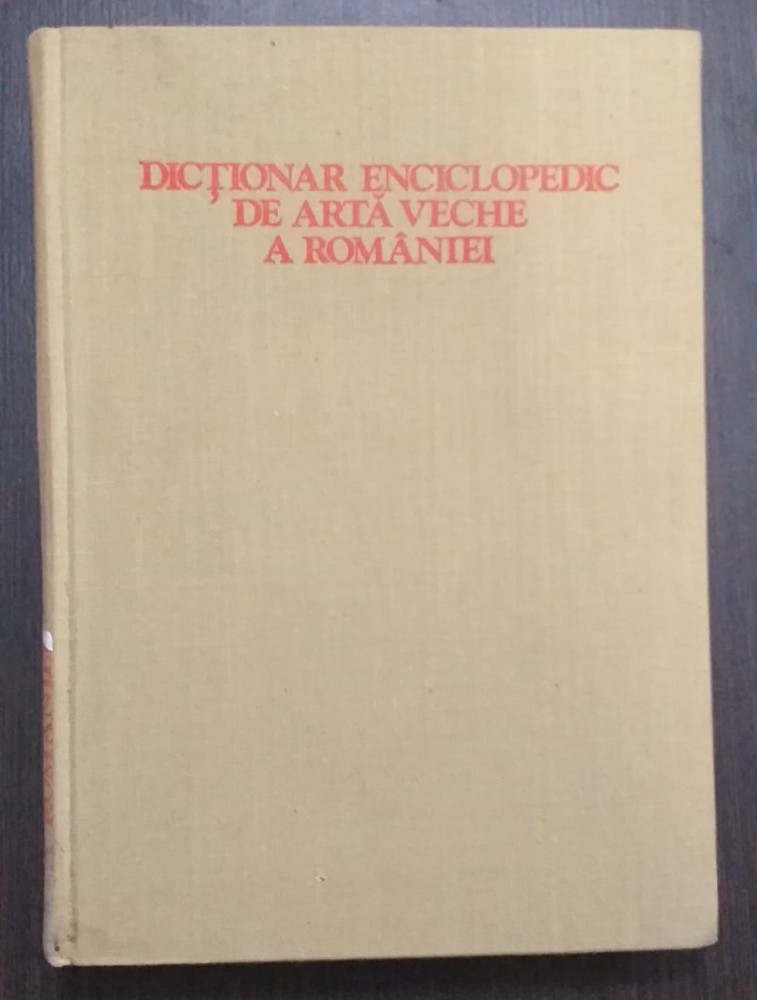 DICȚIONAR ENCICLOPEDIC
DE ARTĂ VECHE
A ROMÂNIEI